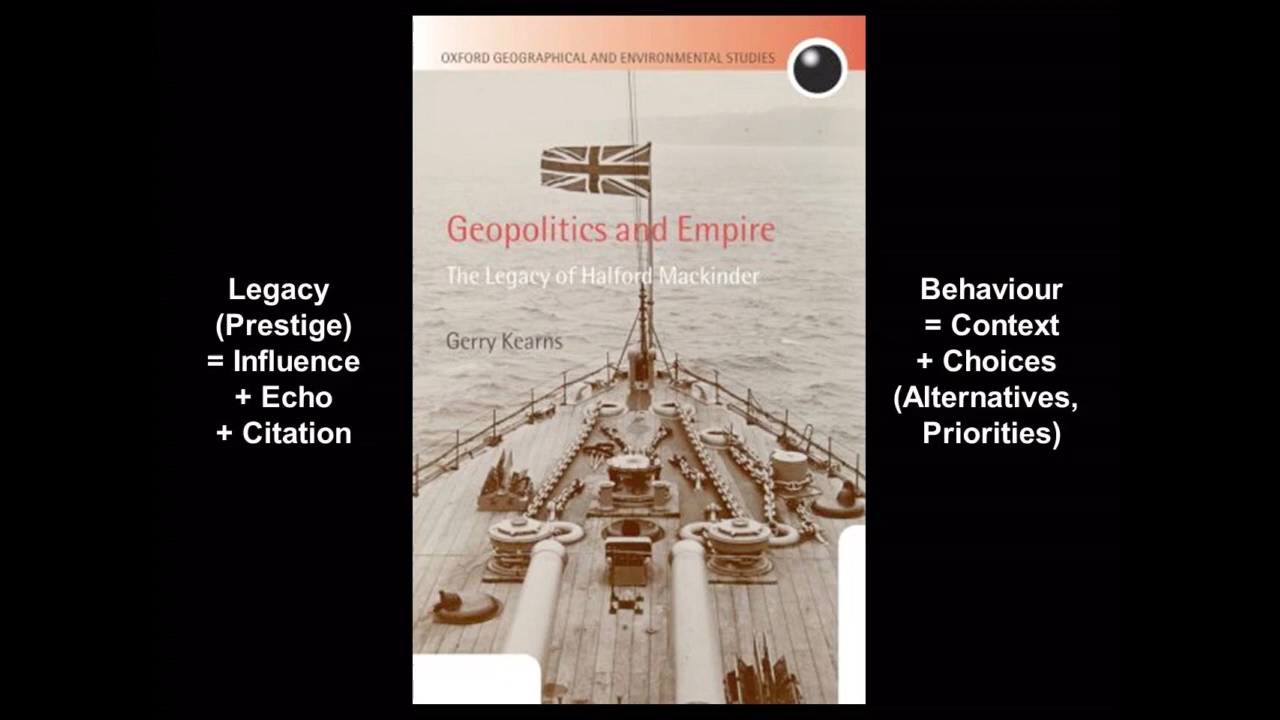 OXFORD GEOGRAPHICAL AND ENVIRONMENTAL STUDIES
Geopolitics and Empire
The Legacy of Halford Mackinder
Gerry Kearns
Legacy
(Prestige)
= Influence
+ Echo
+ Citation
Behaviour
= Context
+ Choices
(Alternatives,
Priorities)